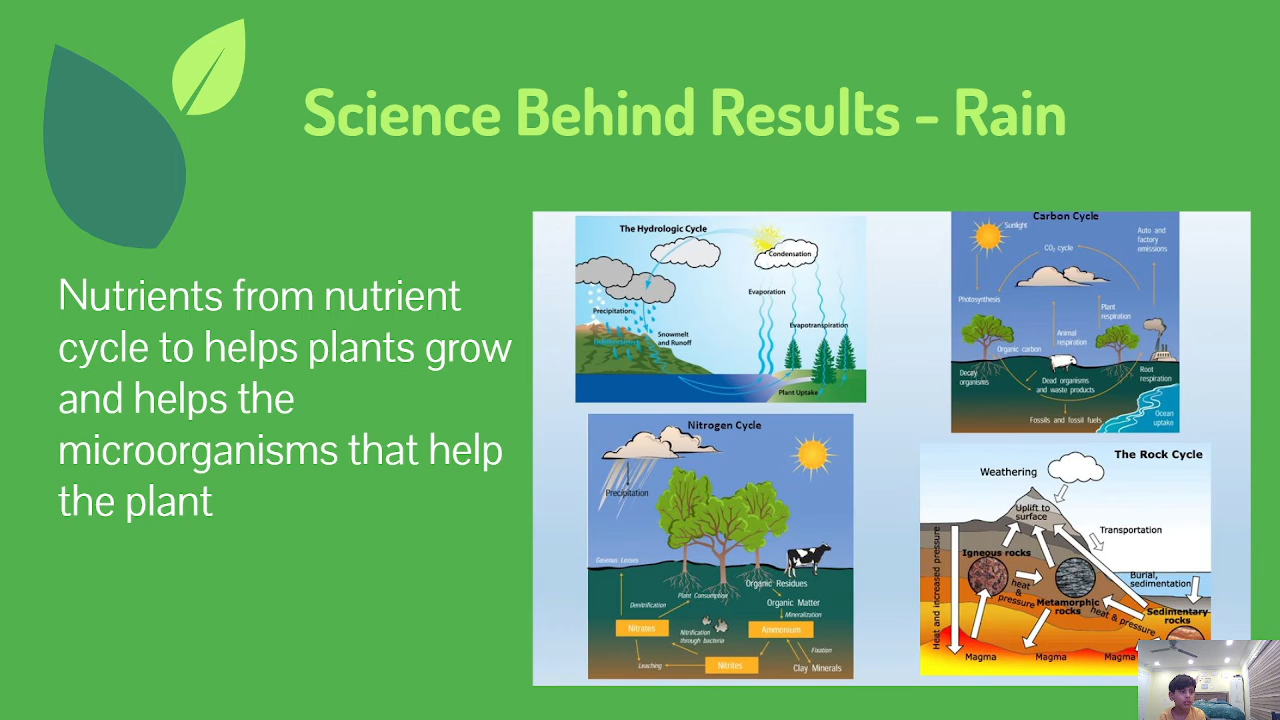 Science Behind Results - Rain
Nutrients from nutrient
cycle to helps plants grow
and helps the
microorganisms that help
the plant
The Hydrologic Cycle
Condensation
Evaporation
Precipitation
Evapotranspiration
Snowmelt
and Runoff
Plant Uptake
Carbon Cycle
Sunlight
Auto and
factory
emissions
CO₂ cycle
Photosynthesis
Plant
respiration
Animal
respiration
Organic carbon
Decay
organisms
Dead organisms
and waste products
Root
respiration
Ocean
uptake
Fossils and fossil fuels
Nitrogen Cycle
Precipitation
Gaseous Losses
Organic Residues
Plant Consumption
Organic Matter
Denitrification
Mineralization
Nitrates
Nitrification
through bacteria
Ammonium
Fixation
Leaching
Nitrites
Clay Minerals
The Rock Cycle
Weathering
Uplift to
surface
Transportation
Heat and increased pressure
Igneous rocks
heat
&
pressure
Burial,
sedimentation
Metamorphic
rocks
heat & pressure
Sedimentary
rocks
Magma
Magma
Magma